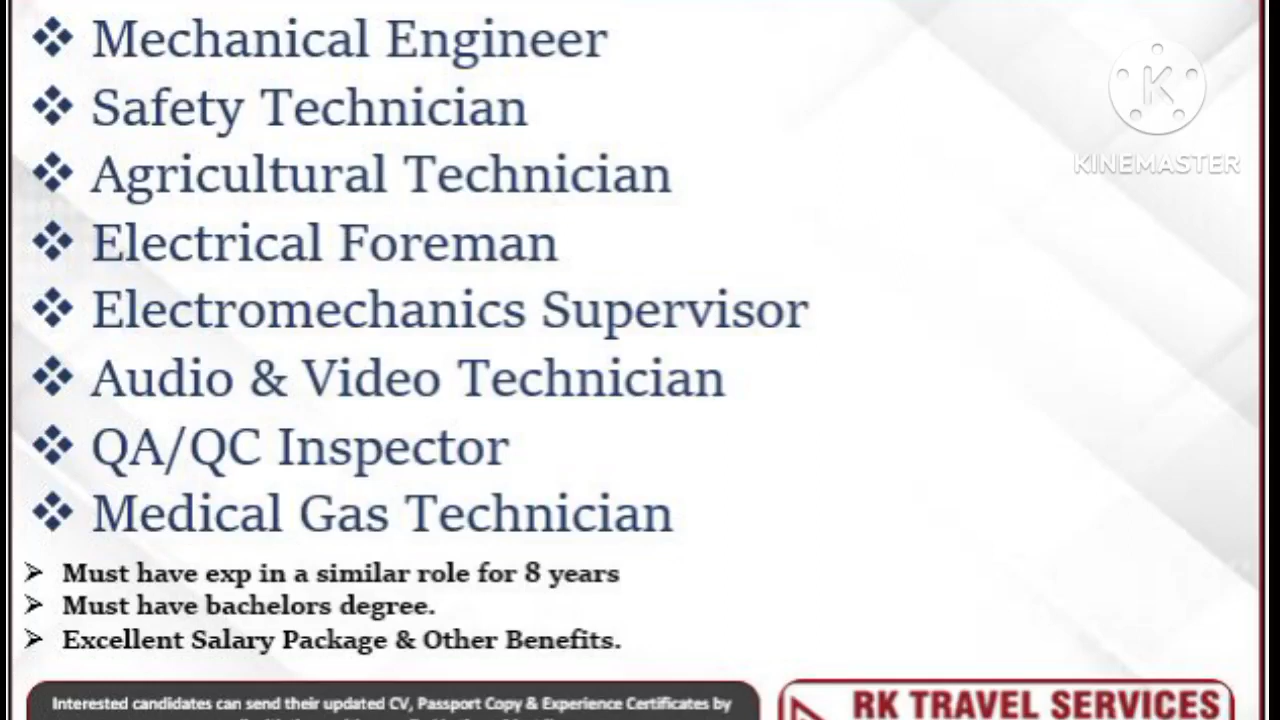 Mechanical Engineer
Safety Technician
Agricultural Technician
Electrical Foreman
Electromechanics Supervisor
Audio & Video Technician
QA/QC Inspector
Medical Gas Technician
Must have exp in a similar role for 8 years
Must have bachelors degree.
Excellent Salary Package & Other Benefits.
Interested candidates can send their updated CV, Passport Copy & Experience Certificates by
RK TRAVEL SERVICES
K
KINEMASTER